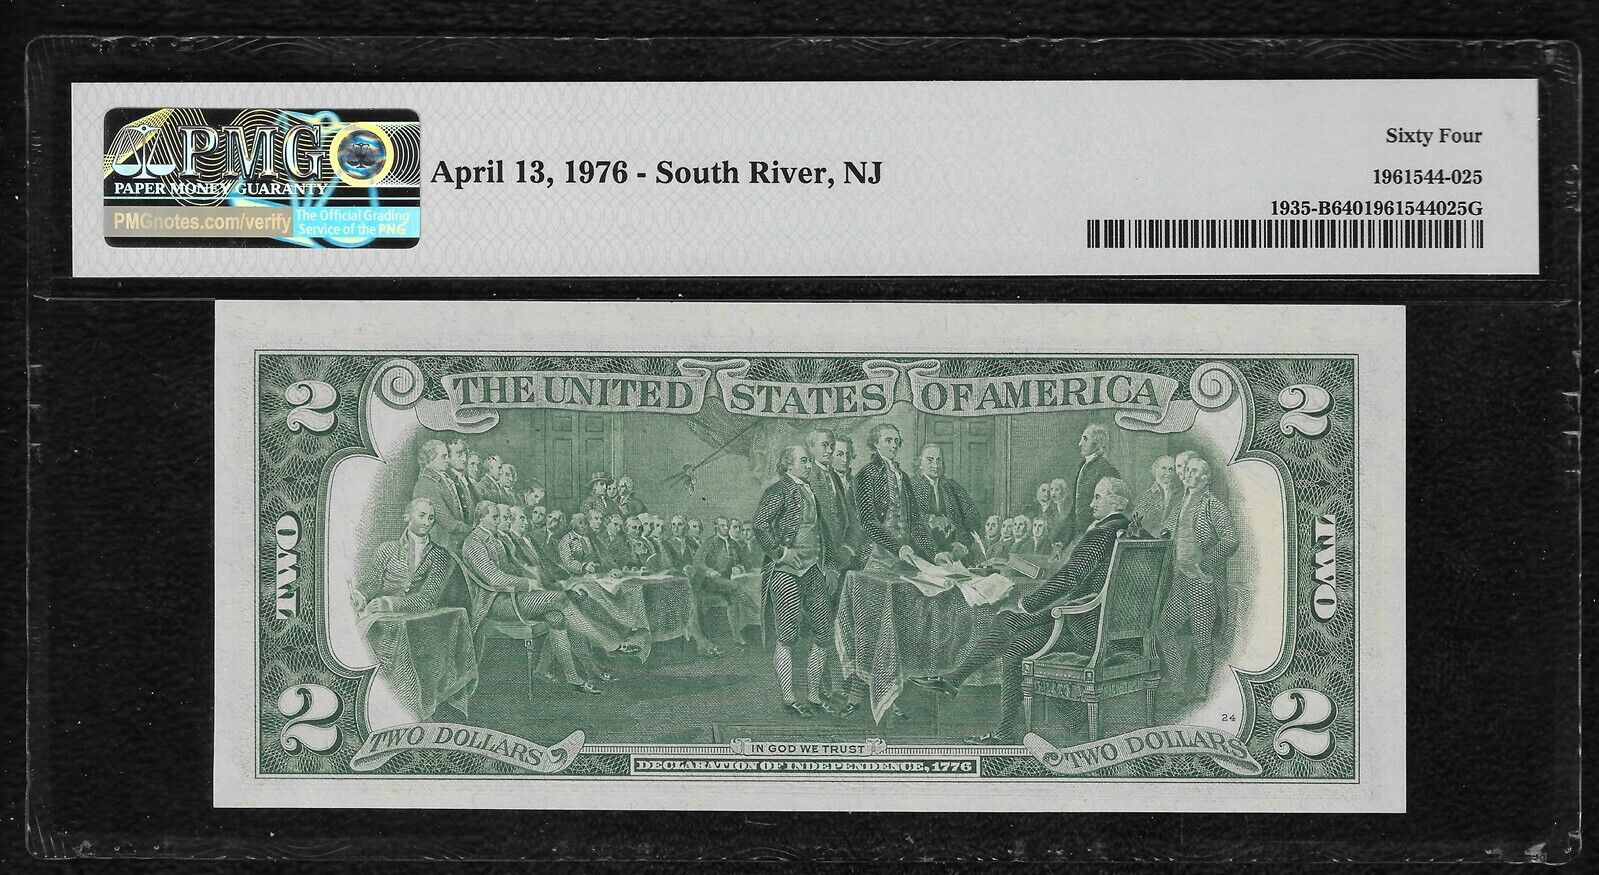 PMG
PAPER MONEY GUARANTY
PMGnotes.com/verify
The Official Grading
Service of the PNG
April 13, 1976 - South River, NJ
Sixty Four
1961544-025
1935-B6401961544025G
THE UNITED STATES OF AMERICA
2
2
TWO
TWO
2
2
24
TWO DOLLARS
IN GOD WE TRUST
TWO DOLLARS
DECLARATION OF INDEPENDENCE, 1776